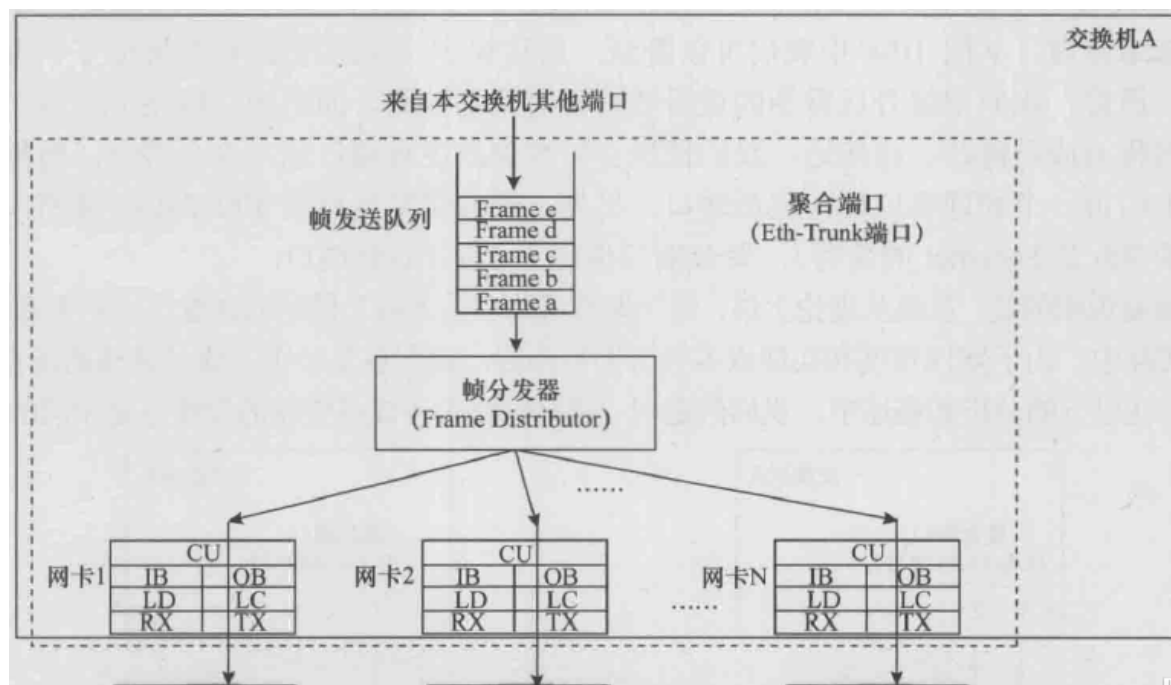 交换机A
来自本交换机其他端口
帧发送队列
Frame e
Frame d
Frame c
Frame b
Frame a
聚合端口
(Eth-Trunk端口)
帧分发器
(Frame Distributor)
......
网卡1
CU
IB OB
LD LC
RX TX
网卡2
CU
IB OB
LD LC
RX TX
......
网卡N
CU
IB OB
LD LC
RX TX